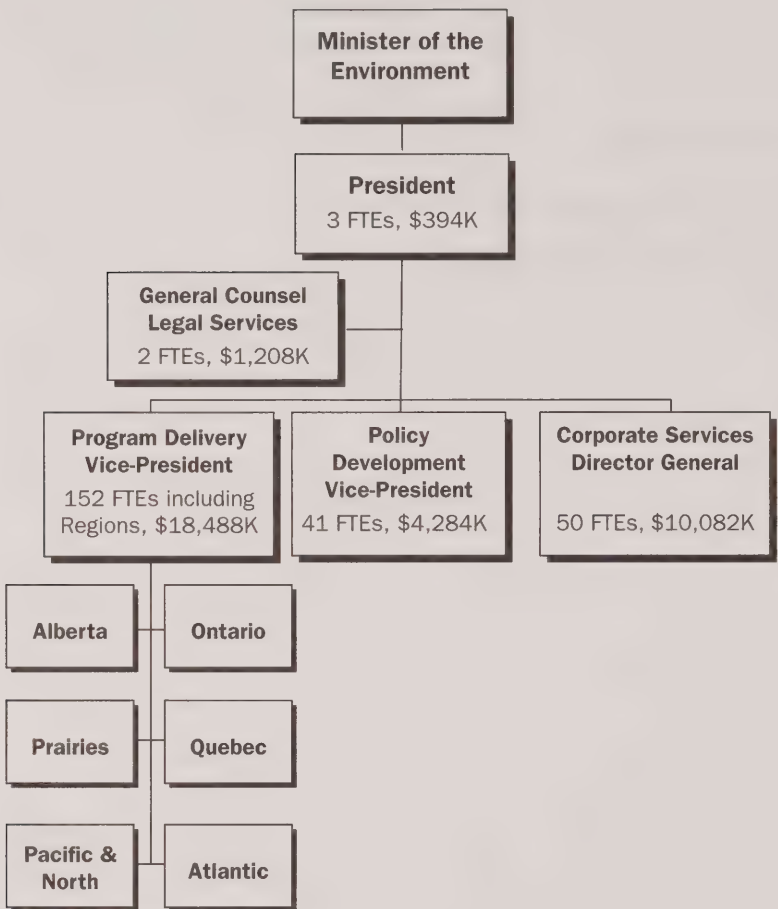 Minister of the
Environment
President
3 FTEs, $394K
General Counsel
Legal Services
2 FTEs, $1,208K
Program Delivery
Vice-President
152 FTEs including
Regions, $18,488K
Policy
Development
Vice-President
41 FTEs, $4,284K
Corporate Services
Director General
50 FTEs, $10,082K
Alberta
Ontario
Prairies
Quebec
Pacific &
North
Atlantic